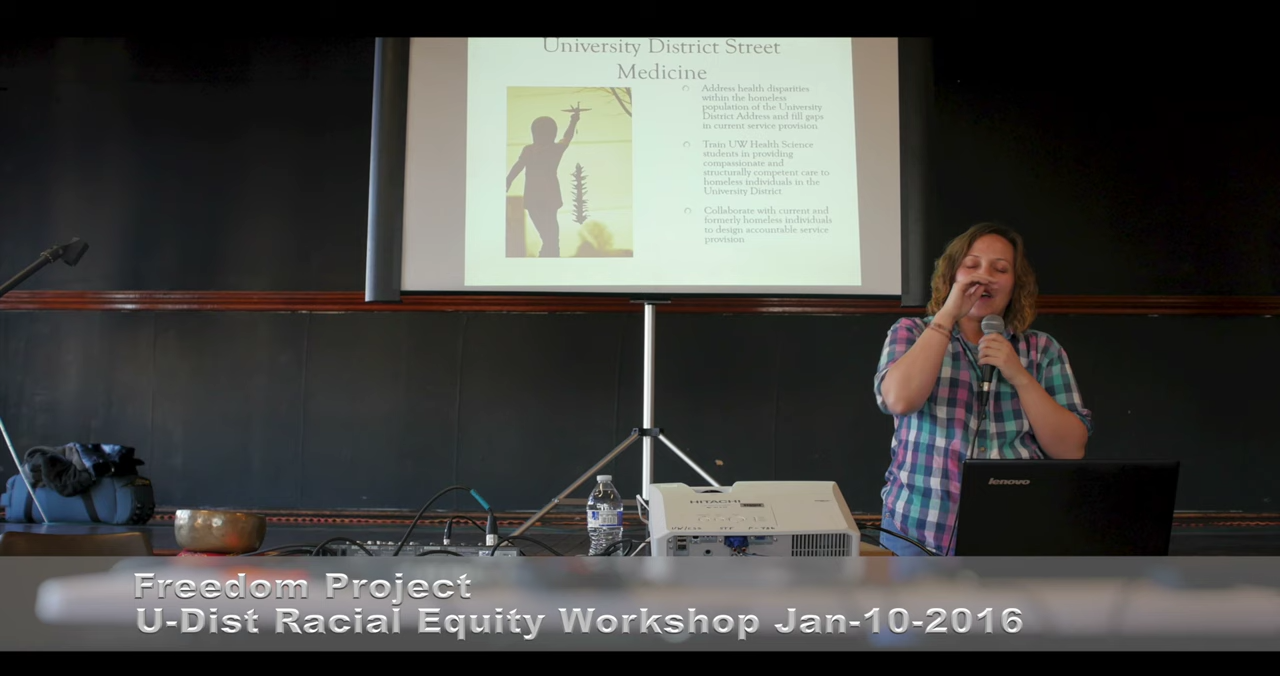 University District Street
Medicine
Address health disparities
within the homeless
population of the University
District Address and fill gaps
in current service provision
Train UW Health Science
students in providing
compassionate and
structurally competent care to
homeless individuals in the
University District
Collaborate with current and
formerly homeless individuals
to design accountable service
provision
lenovo
HITACHI
Freedom Project
U-Dist Racial Equity Workshop Jan-10-2016